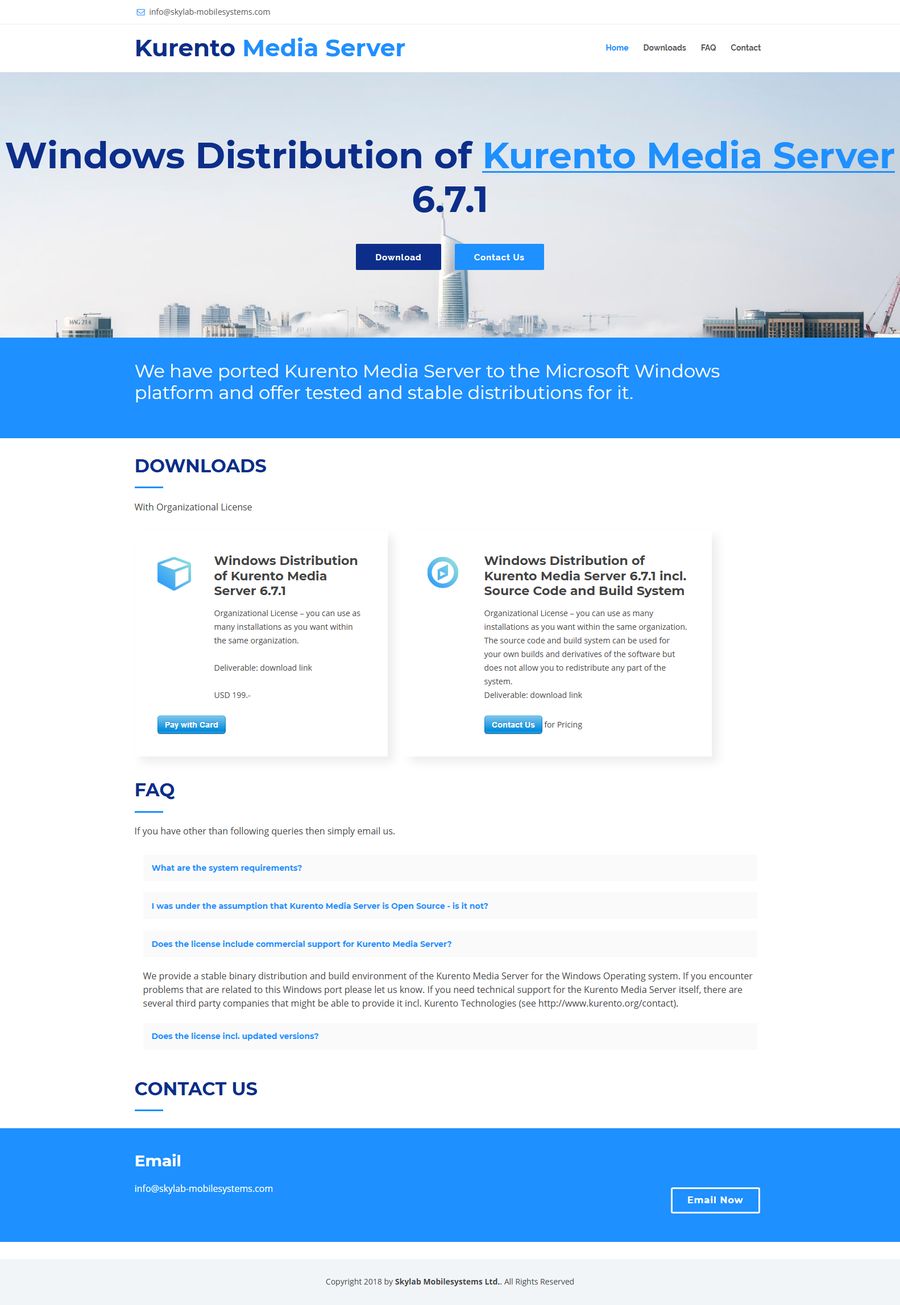 info@skylab-mobilesystems.com
Kurento Media Server
Home Downloads FAQ Contact
Windows Distribution of Kurento Media Server
6.7.1
Download Contact Us
We have ported Kurento Media Server to the Microsoft Windows
platform and offer tested and stable distributions for it.
DOWNLOADS
With Organizational License
Windows Distribution
of Kurento Media
Server 6.7.1
Organizational License – you can use as
many installations as you want within
the same organization.
Deliverable: download link
USD 199.-
Pay with Card
Windows Distribution of
Kurento Media Server 6.7.1 incl.
Source Code and Build System
Organizational License – you can use as many
installations as you want within the same organization.
The source code and build system can be used for
your own builds and derivatives of the software but
does not allow you to redistribute any part of the
system.
Deliverable: download link
Contact Us for Pricing
FAQ
If you have other than following queries then simply email us.
What are the system requirements?
I was under the assumption that Kurento Media Server is Open Source - is it not?
Does the license include commercial support for Kurento Media Server?
We provide a stable binary distribution and build environment of the Kurento Media Server for the Windows Operating system. If you encounter
problems that are related to this Windows port please let us know. If you need technical support for the Kurento Media Server itself, there are
several third party companies that might be able to provide it incl. Kurento Technologies (see http://www.kurento.org/contact).
Does the license incl. updated versions?
CONTACT US
Email
info@skylab-mobilesystems.com
Email Now
Copyright 2018 by Skylab Mobilesystems Ltd.. All Rights Reserved